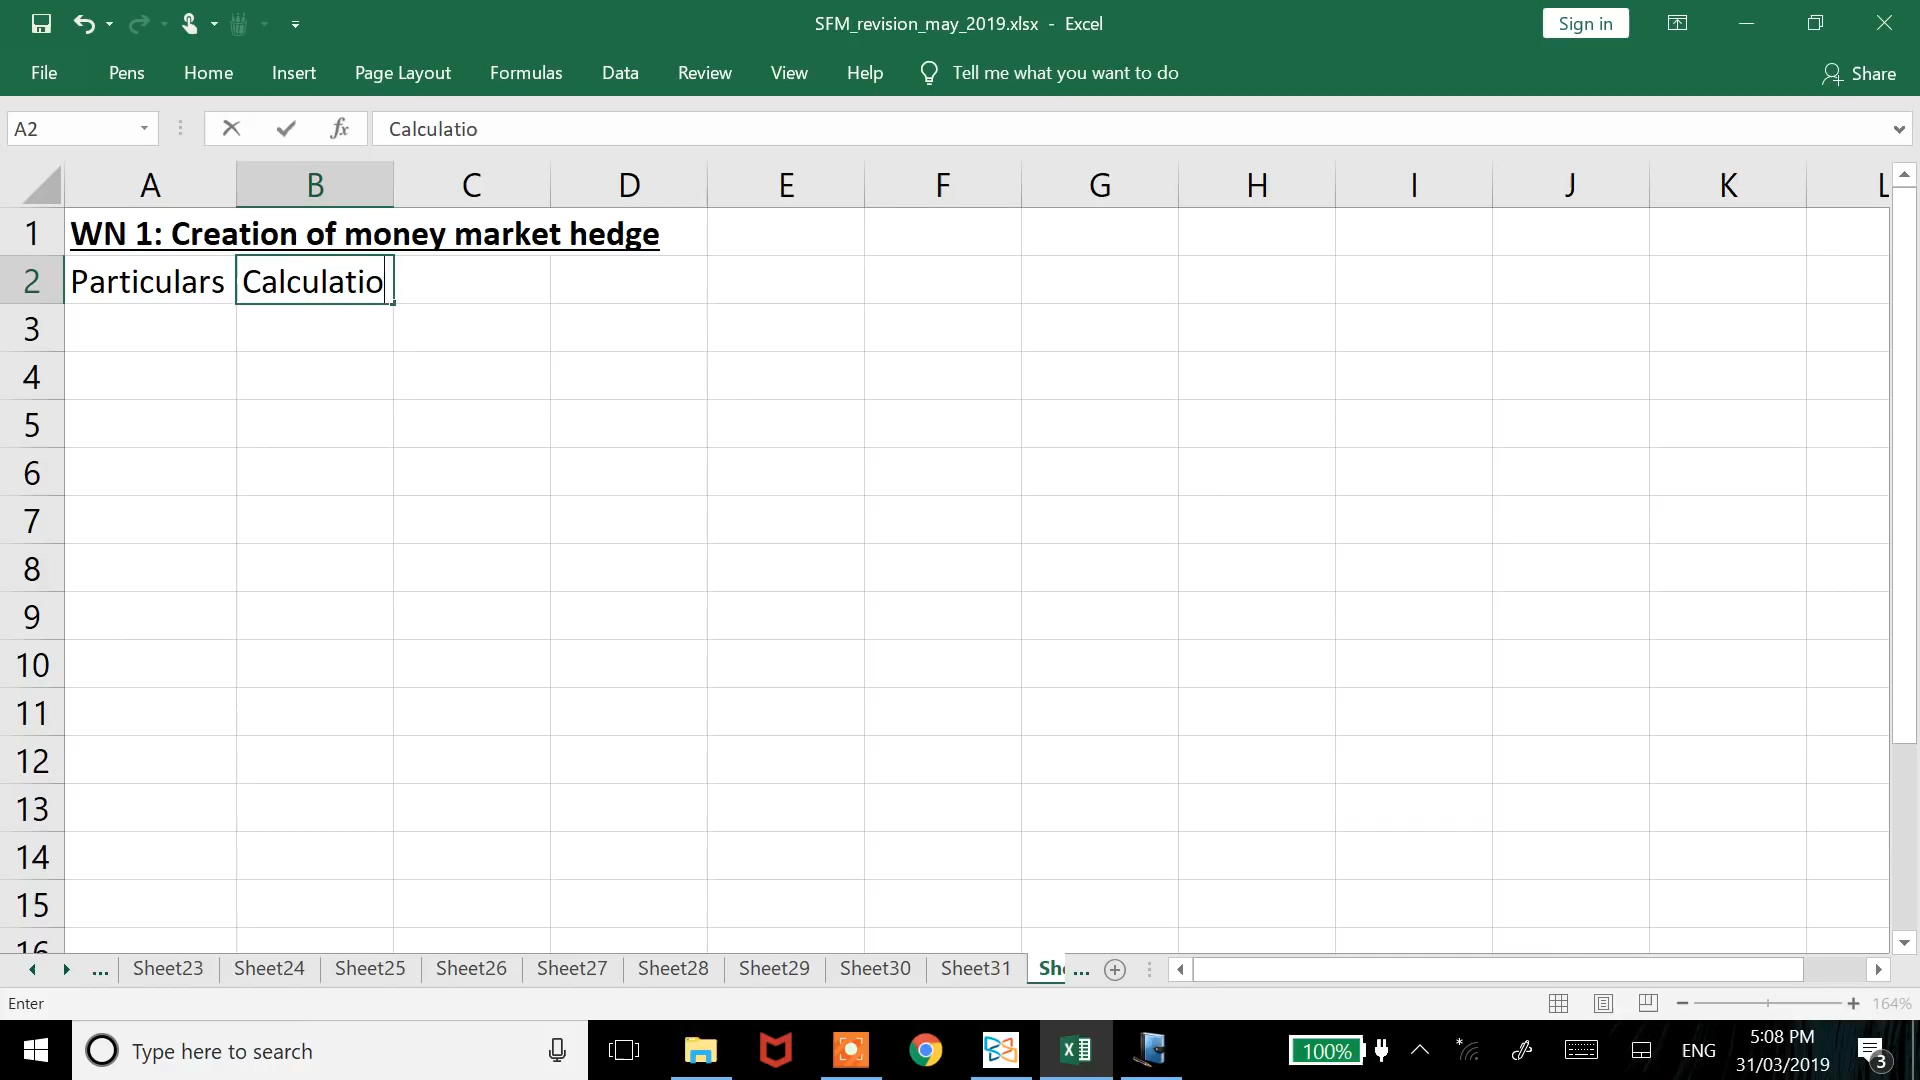 SFM_revision_may_2019.xlsx - Excel
Sign in
File Pens Home Insert Page Layout Formulas Data Review View Help Tell me what you want to do Share
A2 fx Calculatio
A B C D E F G H I J K L
1 WN 1: Creation of money market hedge
2 Particulars Calculatio
3
4
5
6
7
8
9
10
11
12
13
14
15
16
... Sheet23 Sheet24 Sheet25 Sheet26 Sheet27 Sheet28 Sheet29 Sheet30 Sheet31 She ...
Enter 164%
Type here to search 100% ENG 5:08 PM
31/03/2019 3